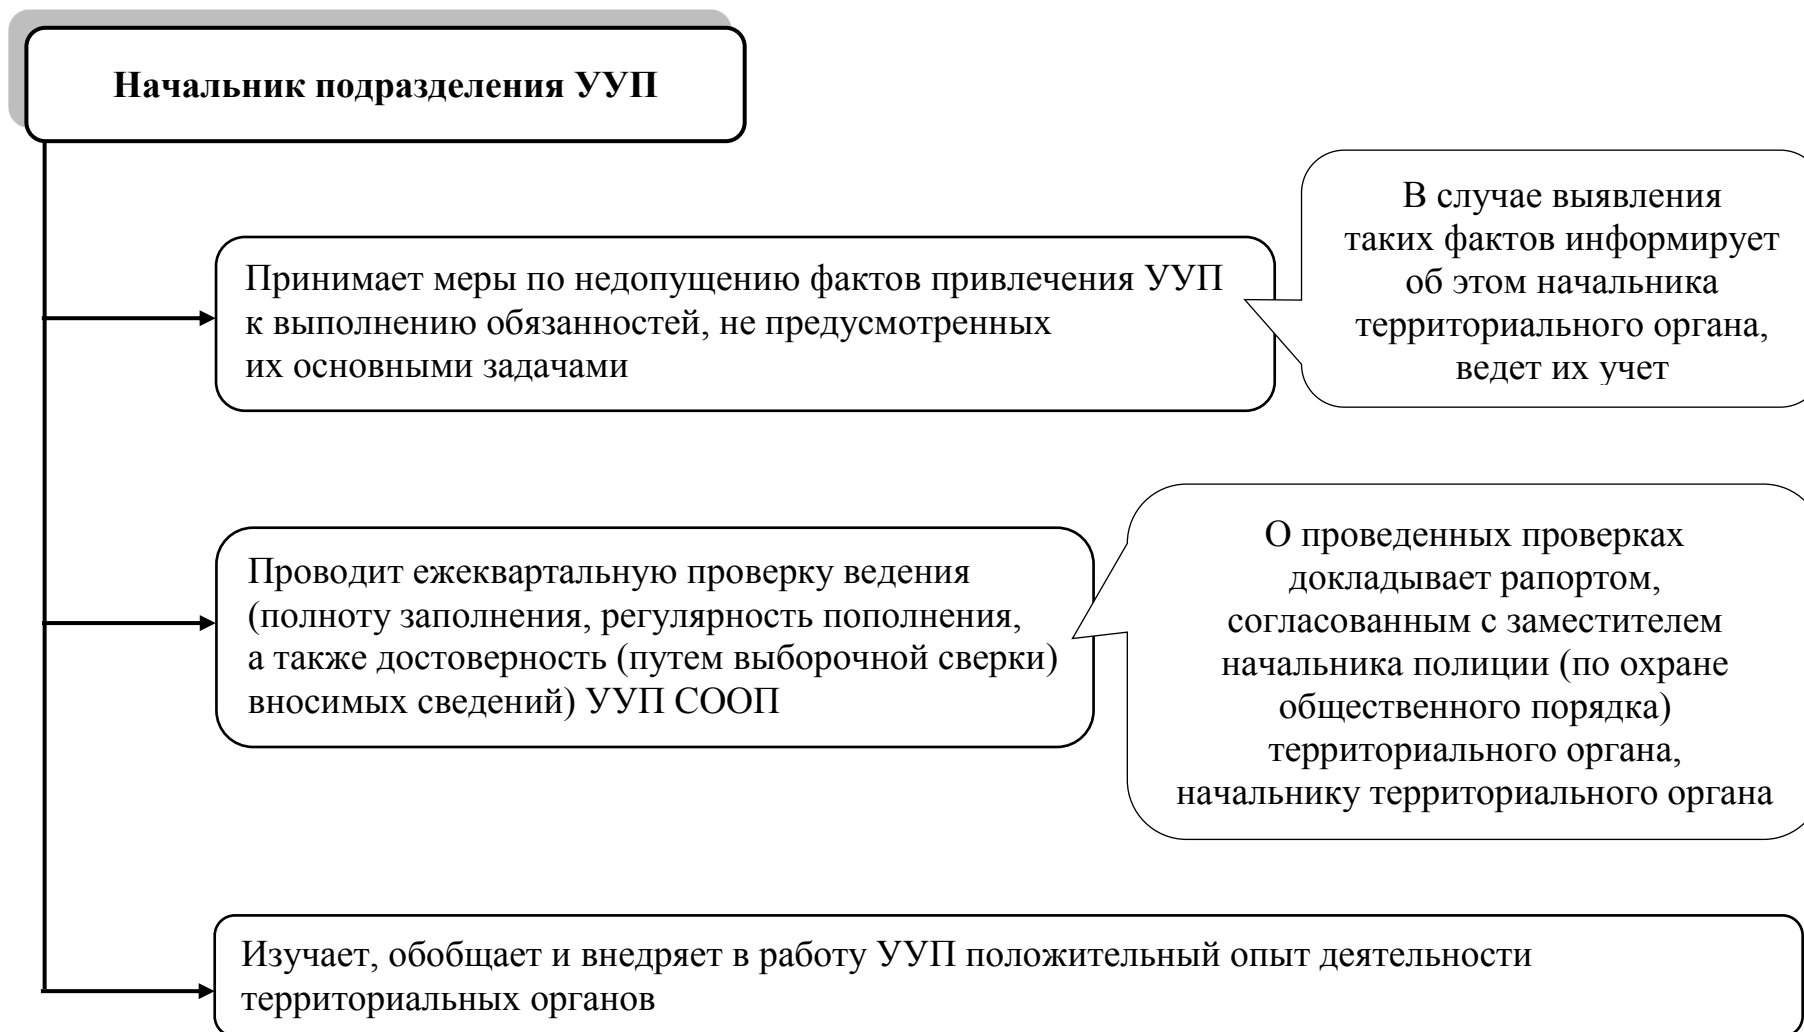 Начальник подразделения УУП
Принимает меры по недопущению фактов привлечения УУП
к выполнению обязанностей, не предусмотренных
их основными задачами
В случае выявления
таких фактов информирует
об этом начальника
территориального органа,
ведет их учет
Проводит ежеквартальную проверку ведения
(полноту заполнения, регулярность пополнения,
а также достоверность (путем выборочной сверки)
вносимых сведений) УУП СООП
О проведенных проверках
докладывает рапортом,
согласованным с заместителем
начальника полиции (по охране
общественного порядка)
территориального органа,
начальнику территориального органа
Изучает, обобщает и внедряет в работу УУП положительный опыт деятельности
территориальных органов